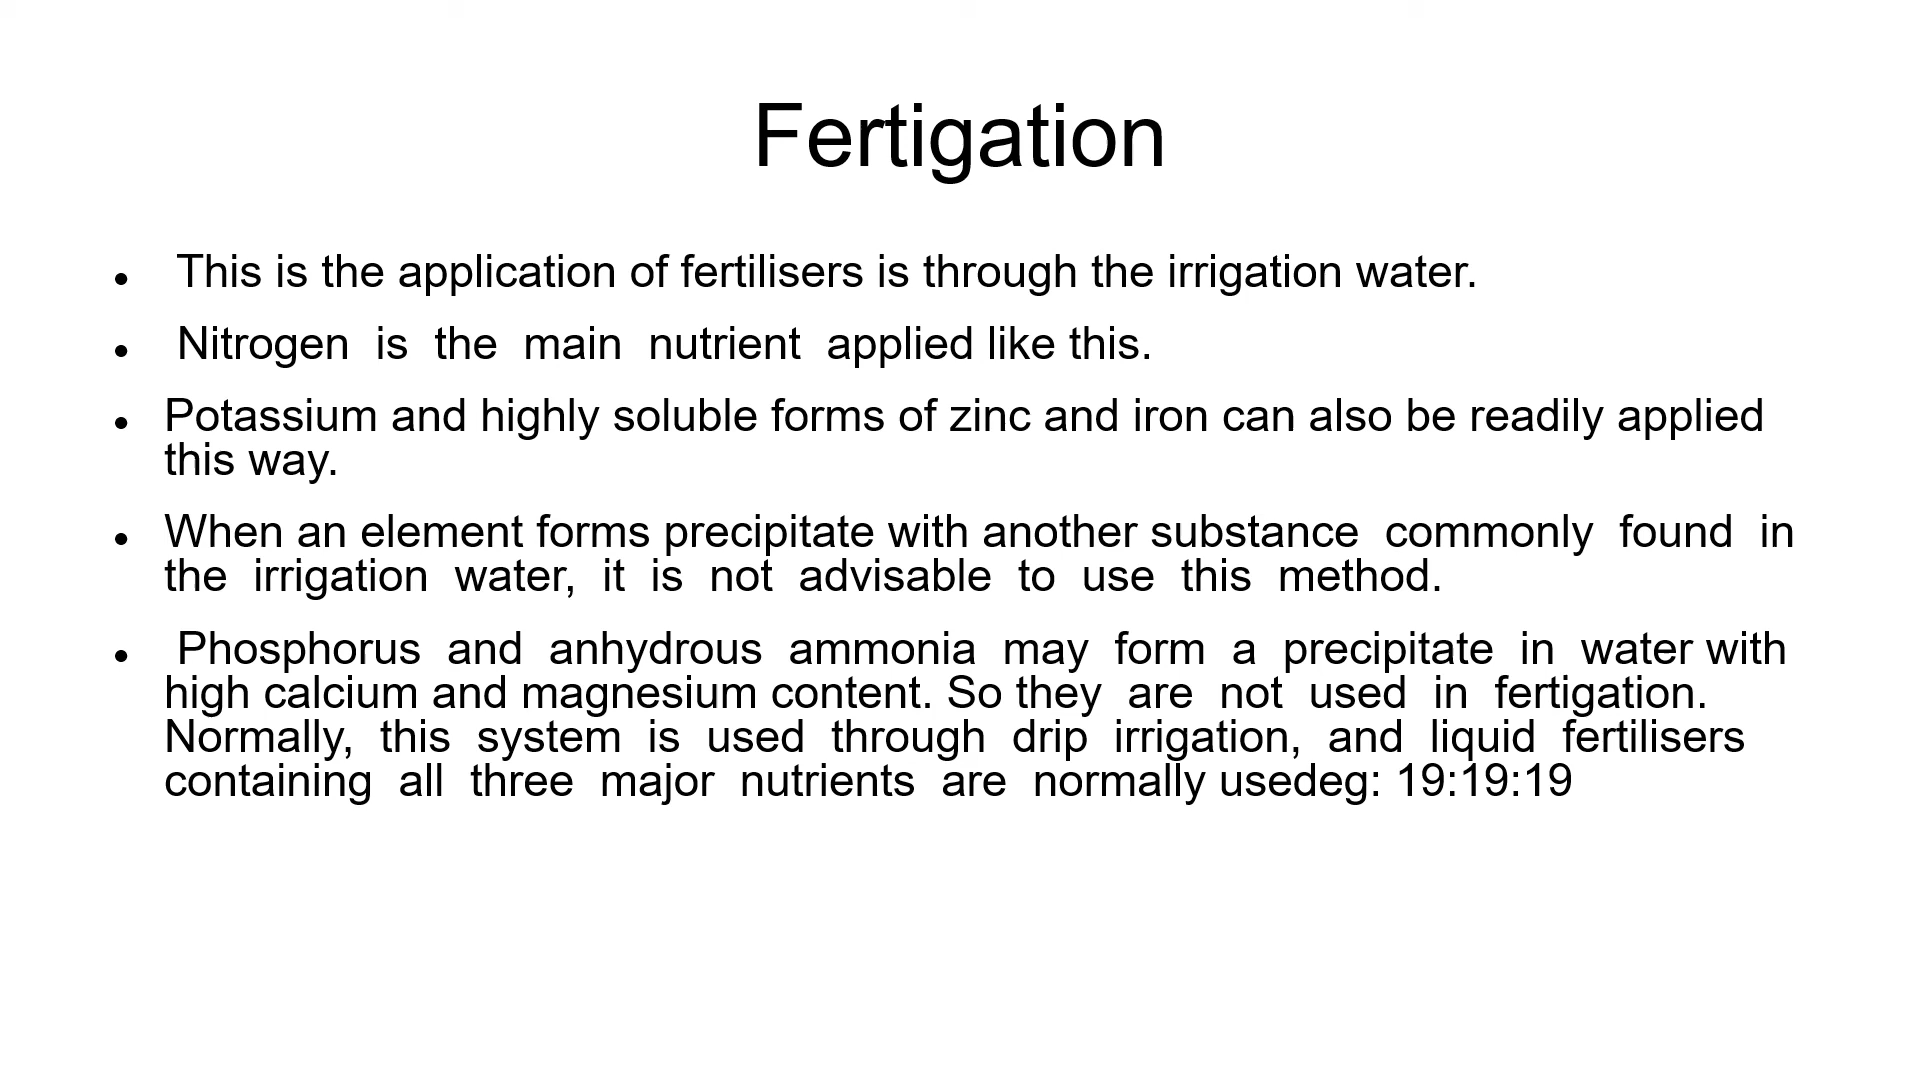 Fertigation
• This is the application of fertilisers is through the irrigation water.
• Nitrogen is the main nutrient applied like this.
• Potassium and highly soluble forms of zinc and iron can also be readily applied
this way.
• When an element forms precipitate with another substance commonly found in
the irrigation water, it is not advisable to use this method.
• Phosphorus and anhydrous ammonia may form a precipitate in water with
high calcium and magnesium content. So they are not used in fertigation.
Normally, this system is used through drip irrigation, and liquid fertilisers
containing all three major nutrients are normally usedeg: 19:19:19